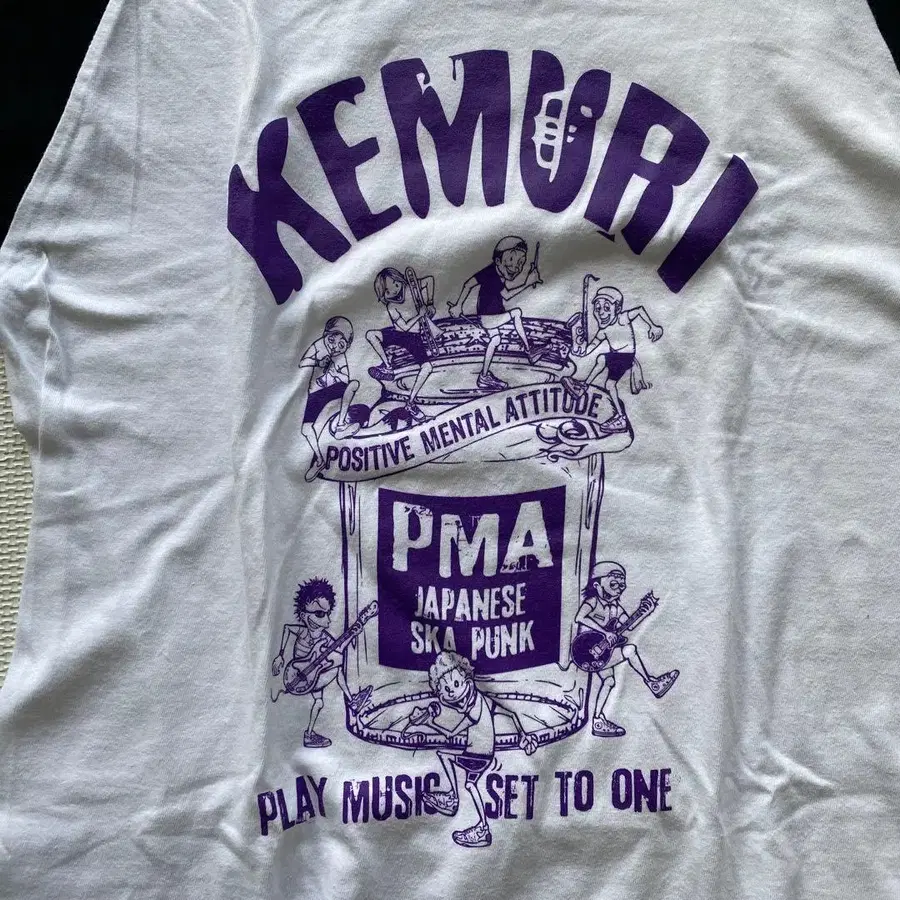 KEMURI
POSITIVE MENTAL ATTITUDE
PMA
JAPANESE
SKA PUNK
PLAY MUSIC SET TO ONE